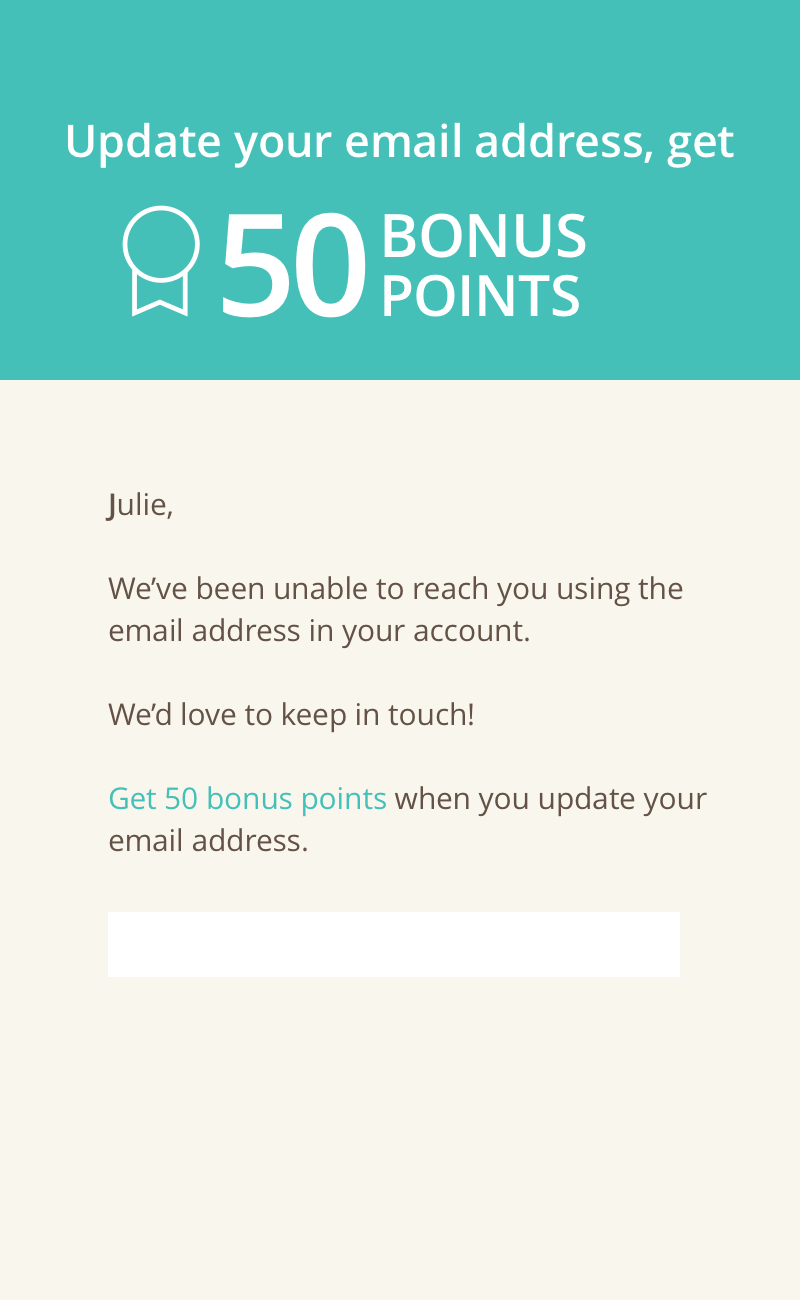 Update your email address, get
50 BONUS
POINTS
Julie,
We’ve been unable to reach you using the
email address in your account.
We’d love to keep in touch!
Get 50 bonus points when you update your
email address.